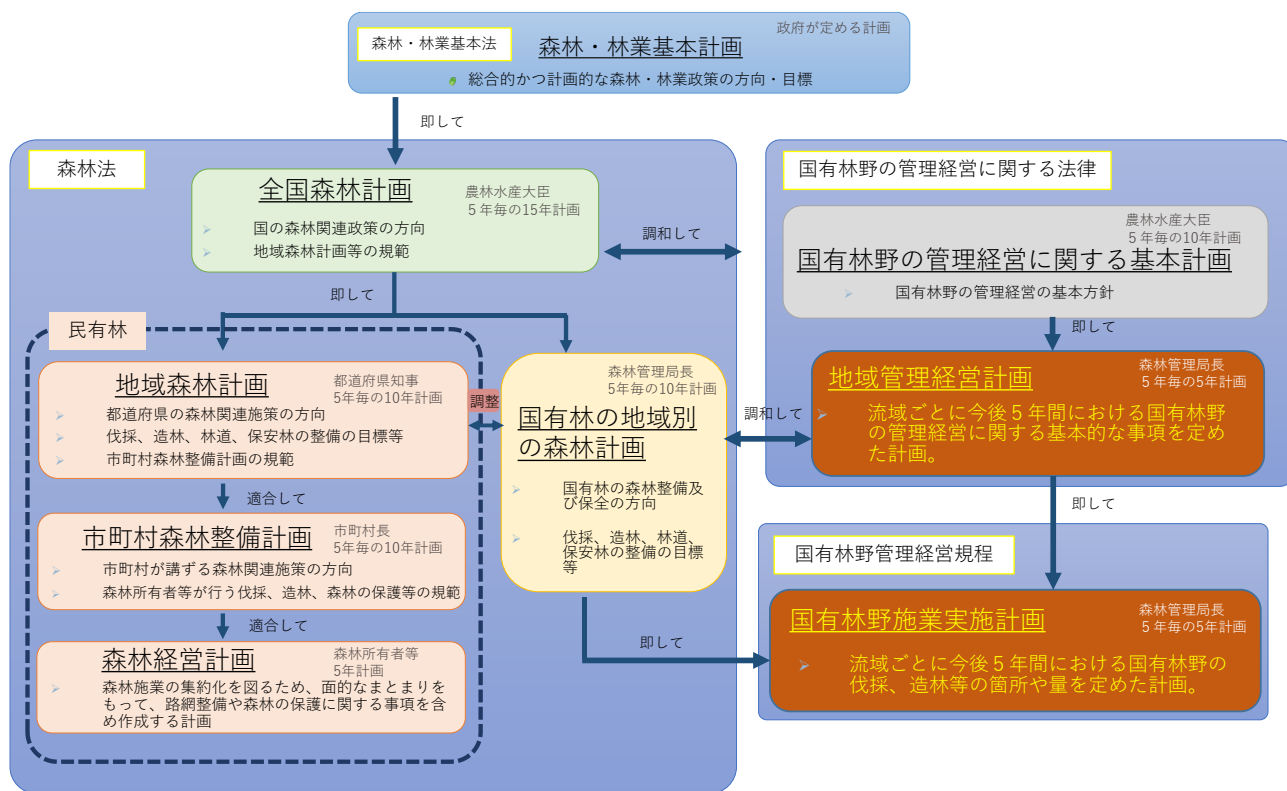 政府が定める計画
森林・林業基本法
森林・林業基本計画
総合的かつ計画的な森林・林業政策の方向・目標
即して
森林法
全国森林計画
農林水産大臣
5年毎の15年計画
国の森林関連政策の方向
地域森林計画等の規範
調和して
即して
民有林
地域森林計画
都道府県知事
5年毎の10年計画
都道府県の森林関連施策の方向
伐採、造林、林道、保安林の整備の目標等
市町村森林整備計画の規範
調整
適合して
市町村森林整備計画
市町村長
5年毎の10年計画
市町村が講ずる森林関連施策の方向
森林所有者等が行う伐採、造林、森林の保護等の規範
適合して
森林経営計画
森林所有者等
5年計画
森林施業の集約化を図るため、面的なまとまりを
もって、路網整備や森林の保護に関する事項を含
め作成する計画
森林管理局長
5年毎の10年計画
国有林の地域別
の森林計画
国有林の森林整備及
び保全の方向
伐採、造林、林道、
保安林の整備の目標
等
調和して
即して
国有林野の管理経営に関する法律
農林水産大臣
5年毎の10年計画
国有林野の管理経営に関する基本計画
国有林野の管理経営の基本方針
即して
地域管理経営計画
森林管理局長
5年毎の5年計画
流域ごとに今後5年間における国有林野
の管理経営に関する基本的な事項を定め
た計画。
即して
国有林野管理経営規程
国有林野施業実施計画
森林管理局長
5年毎の5年計画
流域ごとに今後5年間における国有林野の
伐採、造林等の箇所や量を定めた計画。